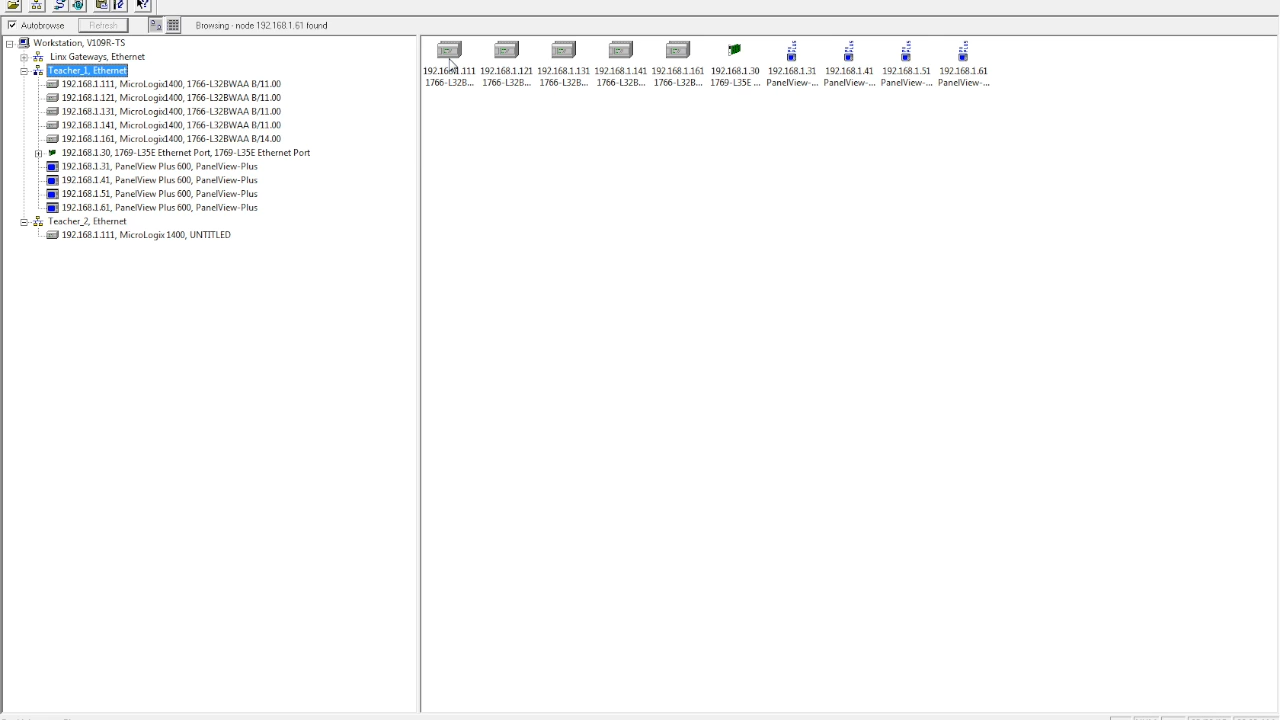 Autobrowse Refresh Browsing - node 192.168.1.61 found
Workstation, V109R-TS
Linx Gateways, Ethernet
Teacher_1, Ethernet
192.168.1.111, MicroLogix1400, 1766-L32BWAA B/11.00
192.168.1.121, MicroLogix1400, 1766-L32BWAA B/11.00
192.168.1.131, MicroLogix1400, 1766-L32BWAA B/11.00
192.168.1.141, MicroLogix1400, 1766-L32BWAA B/11.00
192.168.1.161, MicroLogix1400, 1766-L32BWAA B/14.00
192.168.1.30, 1769-L35E Ethernet Port, 1769-L35E Ethernet Port
192.168.1.31, PanelView Plus 600, PanelView-Plus
192.168.1.41, PanelView Plus 600, PanelView-Plus
192.168.1.51, PanelView Plus 600, PanelView-Plus
192.168.1.61, PanelView Plus 600, PanelView-Plus
Teacher_2, Ethernet
192.168.1.111, MicroLogix 1400, UNTITLED
192.168.1.111 192.168.1.121 192.168.1.131 192.168.1.141 192.168.1.161 192.168.1.30 192.168.1.31 192.168.1.41 192.168.1.51 192.168.1.61
1766-L32B... 1766-L32B... 1766-L32B... 1766-L32B... 1766-L32B... 1769-L35E ... PanelView-... PanelView-... PanelView-... PanelView-...